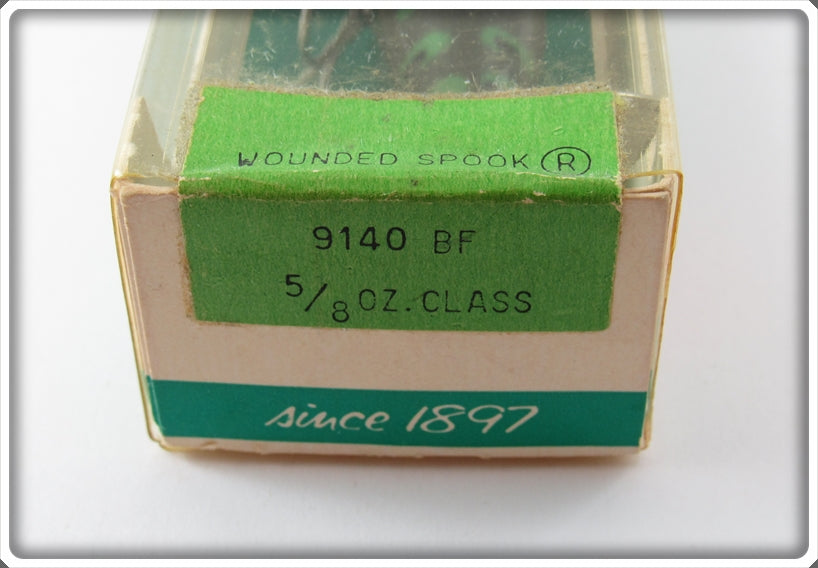 WOUNDED SPOOK ®
9140 BF
5/8 OZ. CLASS
since 1897